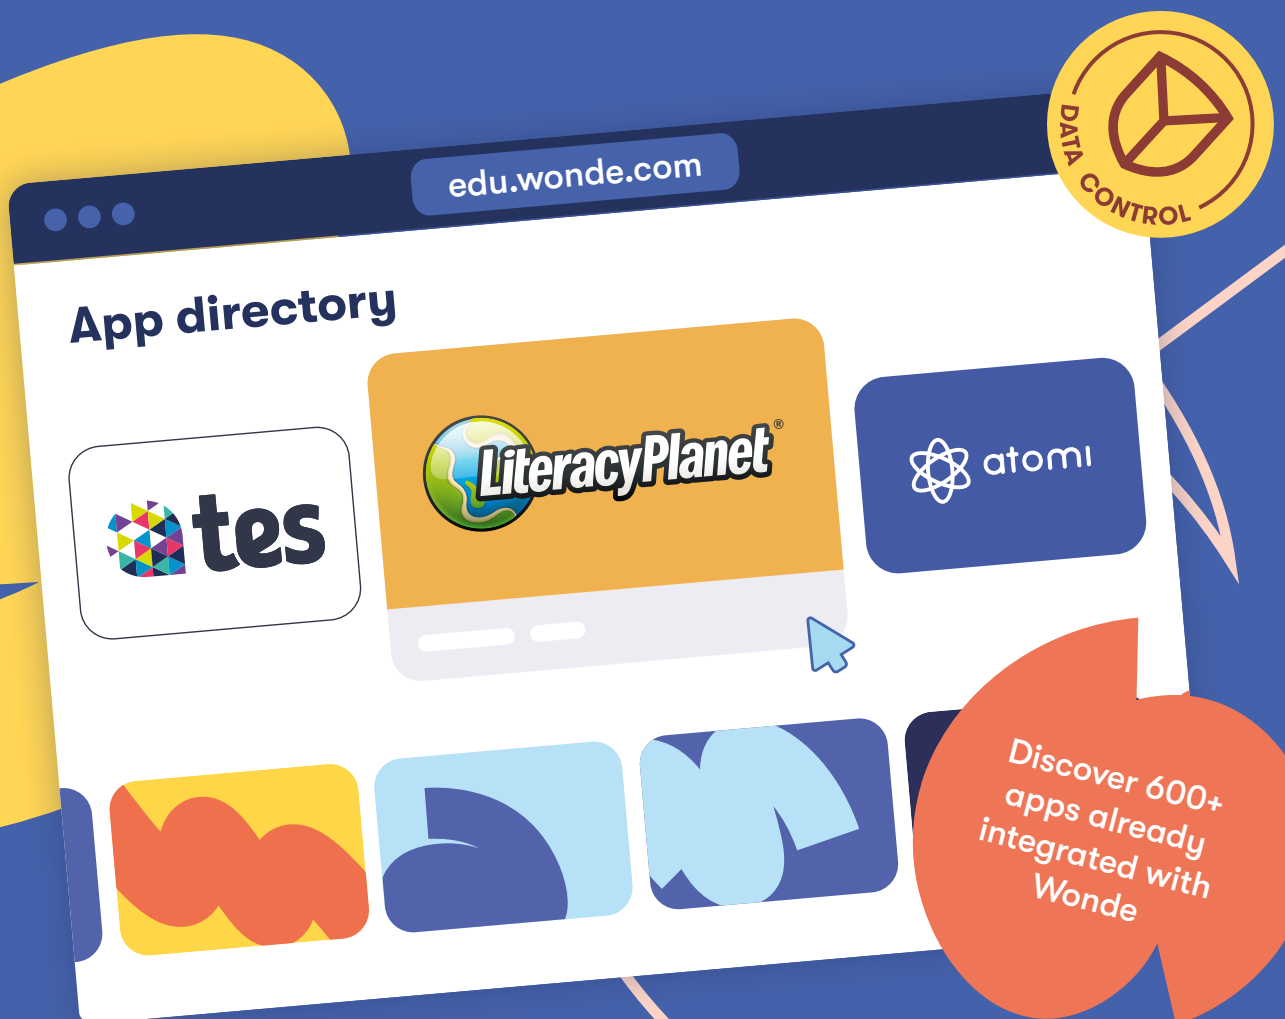 DATA CONTROL
edu.wonde.com
App directory
tes
LiteracyPlanet®
atomi
Discover 600+
apps already
integrated with
Wonde